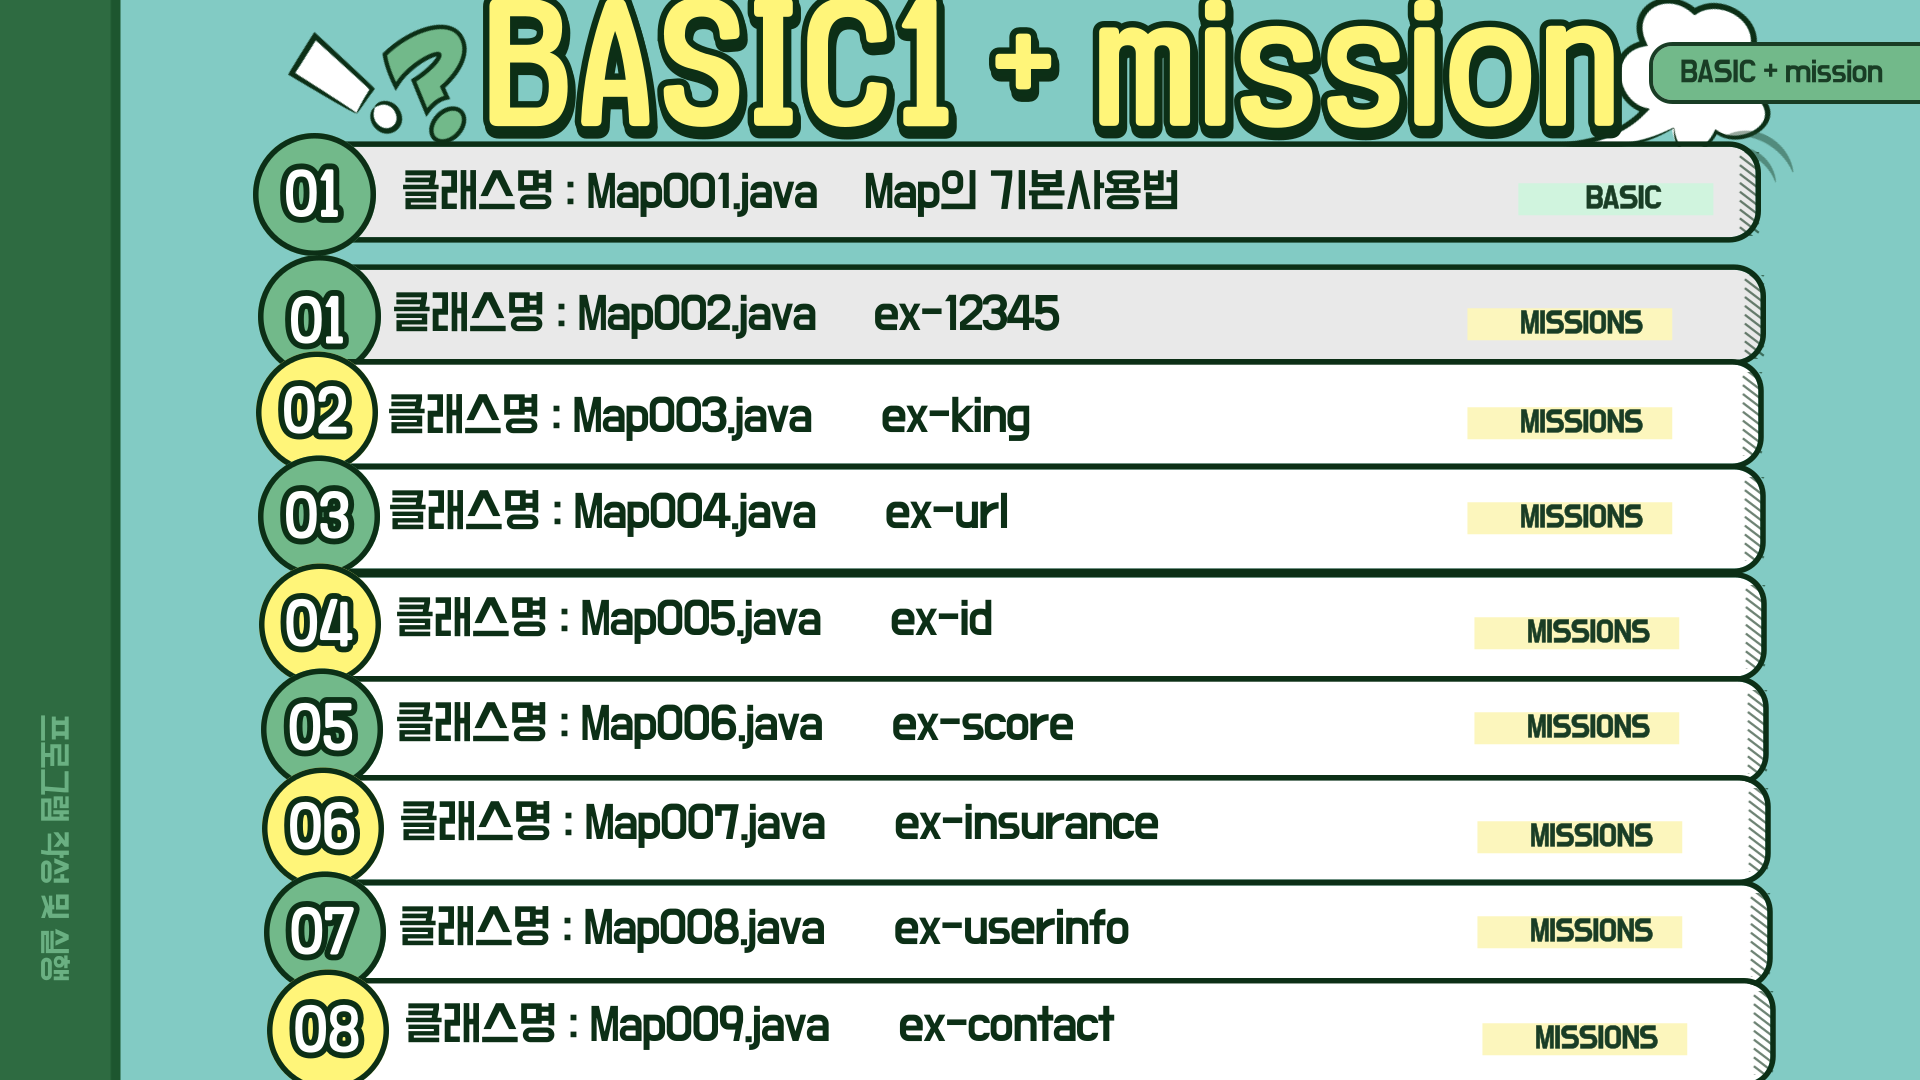 BASIC1 + mission
BASIC + mission
01 클래스명 : Map001.java Map의 기본사용법 BASIC
01 클래스명 : Map002.java ex-12345 MISSIONS
02 클래스명 : Map003.java ex-king MISSIONS
03 클래스명 : Map004.java ex-url MISSIONS
04 클래스명 : Map005.java ex-id MISSIONS
05 클래스명 : Map006.java ex-score MISSIONS
06 클래스명 : Map007.java ex-insurance MISSIONS
07 클래스명 : Map008.java ex-userinfo MISSIONS
08 클래스명 : Map009.java ex-contact MISSIONS
프로그램 작성 및 실행